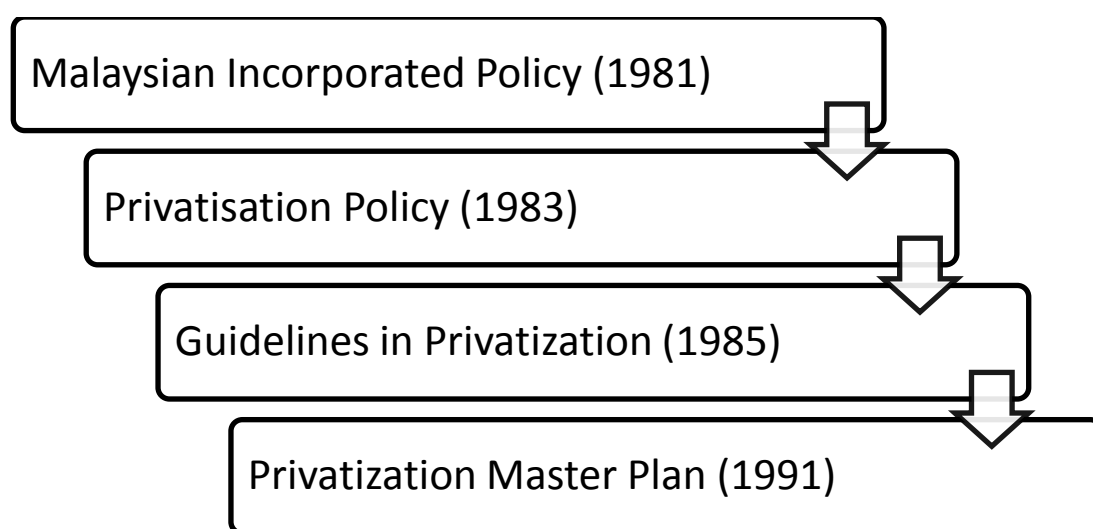 Malaysian Incorporated Policy (1981)
Privatisation Policy (1983)
Guidelines in Privatization (1985)
Privatization Master Plan (1991)